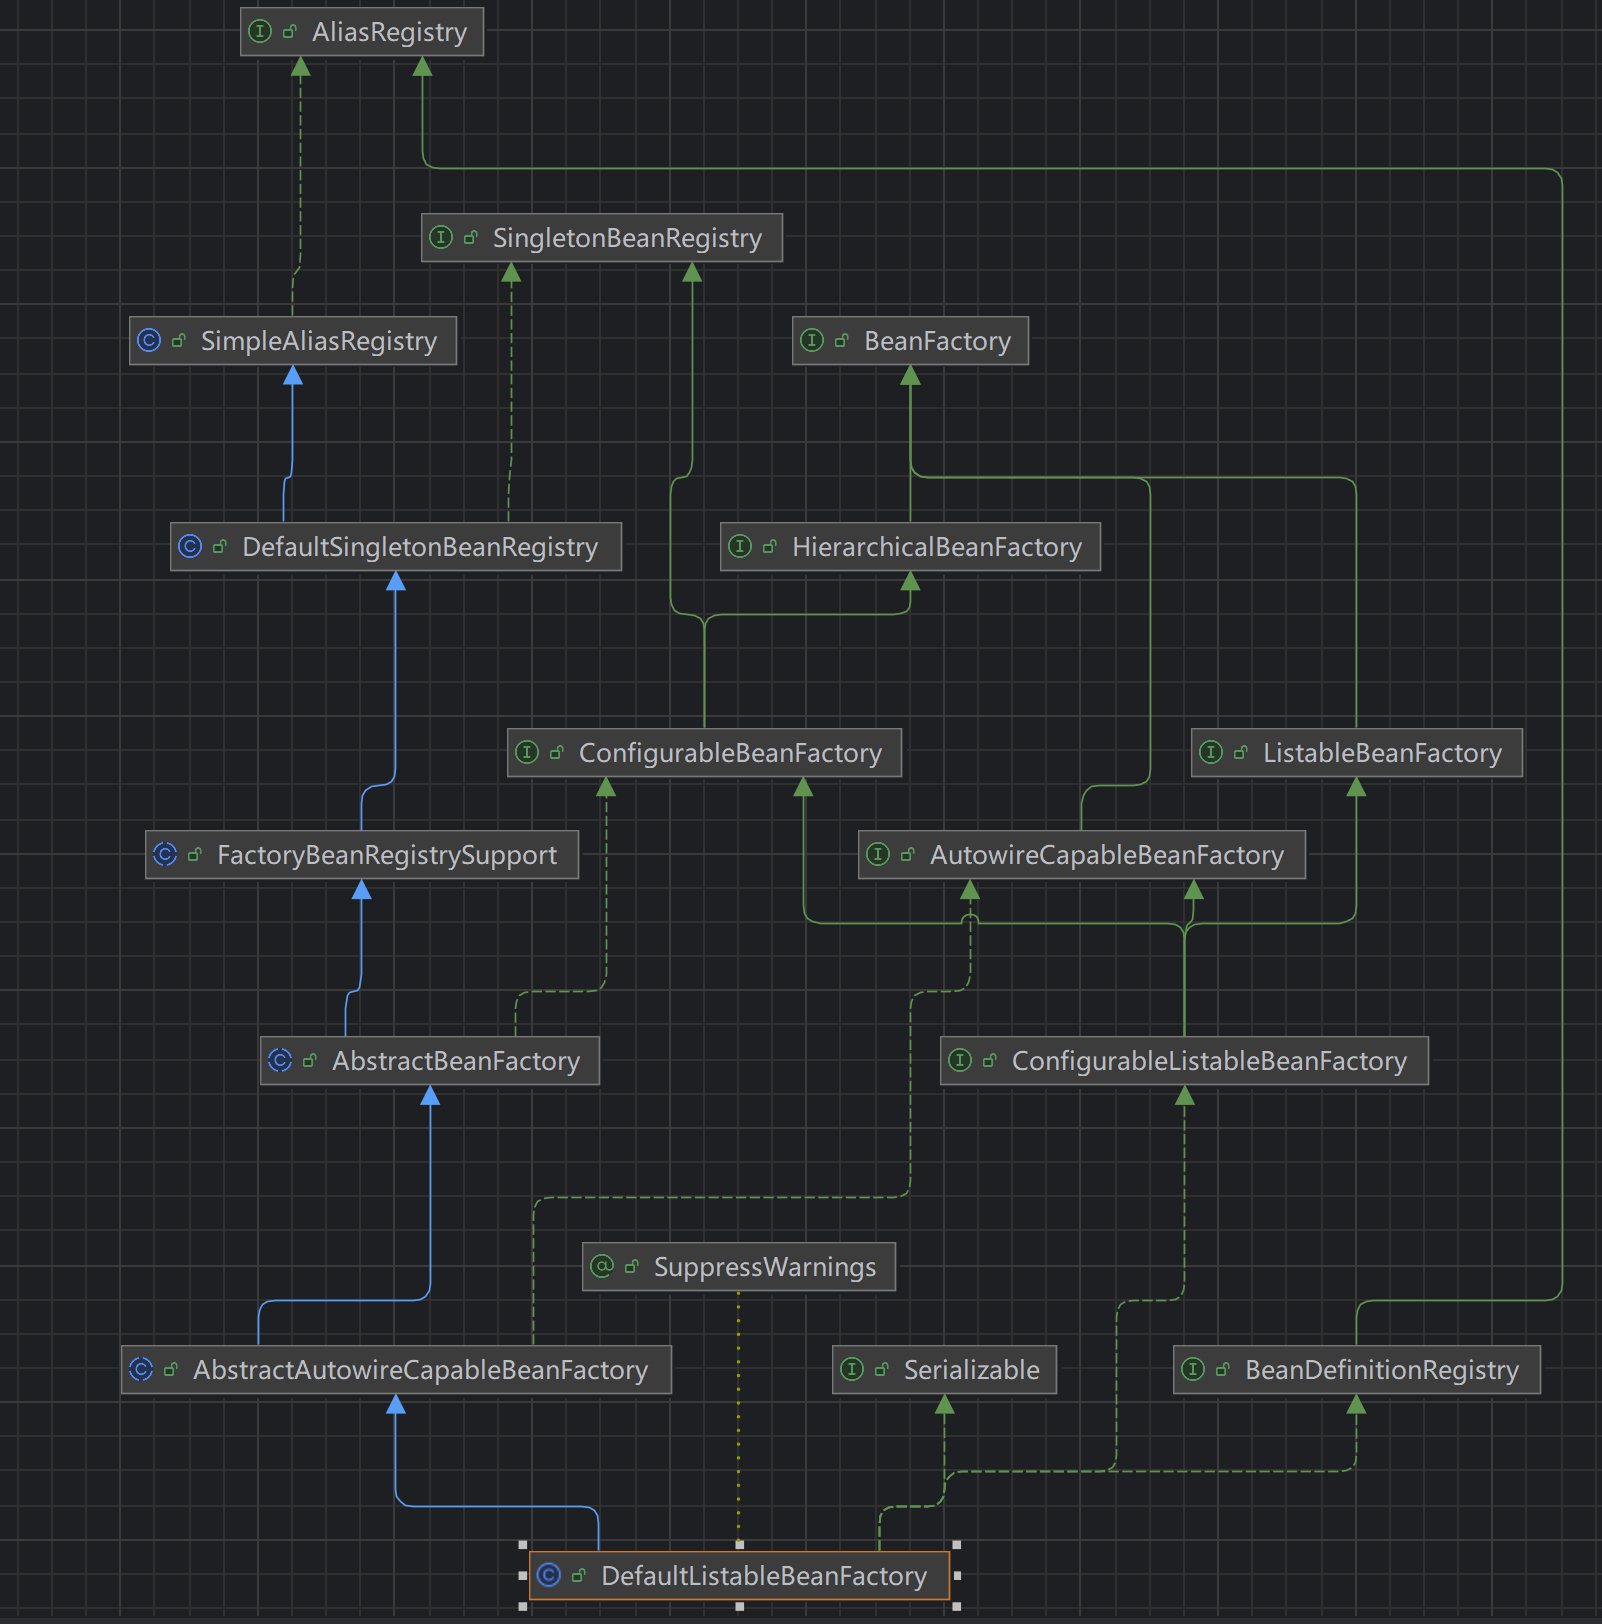 AliasRegistry
SingletonBeanRegistry
SimpleAliasRegistry
BeanFactory
DefaultSingletonBeanRegistry
HierarchicalBeanFactory
ConfigurableBeanFactory
ListableBeanFactory
FactoryBeanRegistrySupport
AutowireCapableBeanFactory
AbstractBeanFactory
ConfigurableListableBeanFactory
SuppressWarnings
AbstractAutowireCapableBeanFactory
Serializable
BeanDefinitionRegistry
DefaultListableBeanFactory